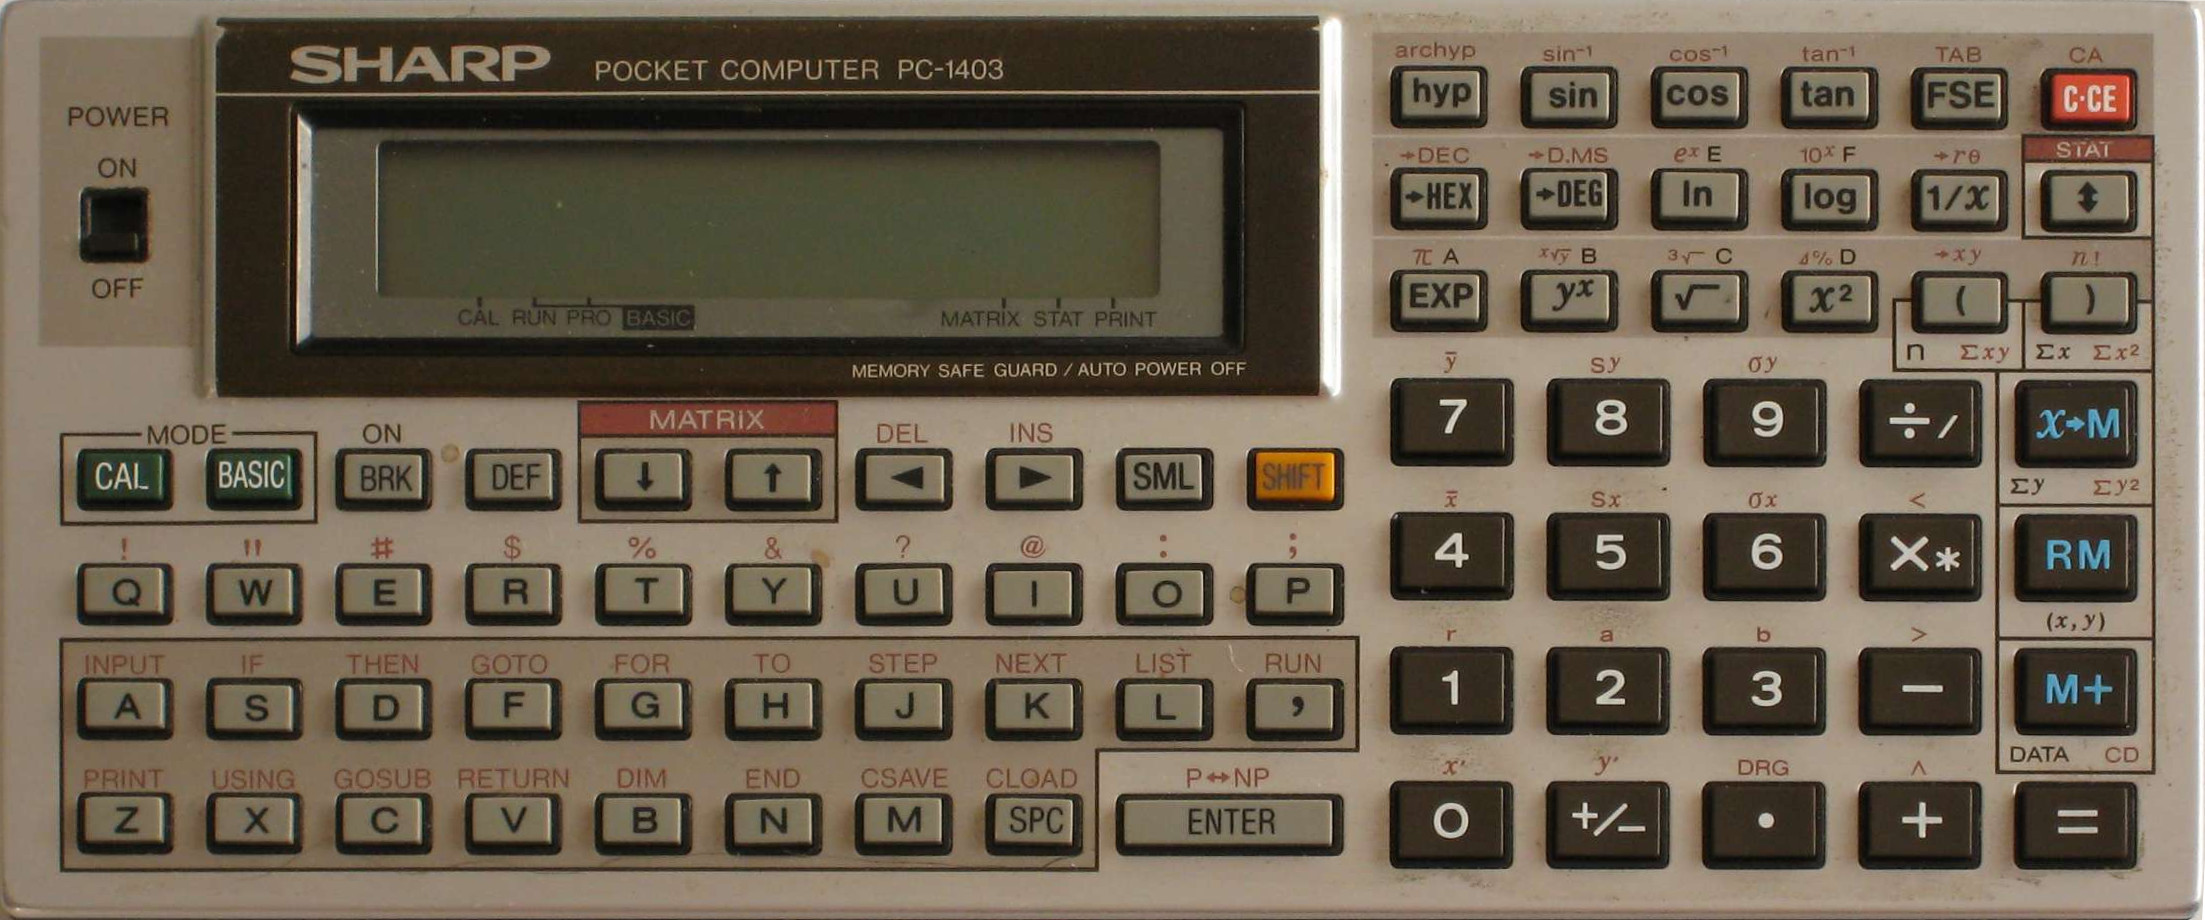 SHARP POCKET COMPUTER PC-1403
POWER
ON
OFF
CAL RUN PRO BASIC MATRIX STAT PRINT
MEMORY SAFE GUARD / AUTO POWER OFF
archyp sin⁻¹ cos⁻¹ tan⁻¹ TAB CA
hyp sin cos tan FSE C·CE
→DEC →D.MS eˣ E 10ˣ F →rθ STAT
→HEX →DEG ln log 1/x ↕
π A ˣ√y B ³√ C Δ% D →xy n!
EXP yˣ √ x² ( )
n Σxy Σx Σx²
MODE ON MATRIX DEL INS
CAL BASIC BRK DEF ↓ ↑ ◄ ► SML SHIFT
! " # $ % & ? @ : ;
Q W E R T Y U I O P
INPUT IF THEN GOTO FOR TO STEP NEXT LIST RUN
A S D F G H J K L ,
PRINT USING GOSUB RETURN DIM END CSAVE CLOAD P↔NP
Z X C V B N M SPC ENTER
y̅ Sy σy
7 8 9 ÷/ x→M
Σy Σy²
x̅ Sx σx <
4 5 6 ×* RM
(x,y)
r a b >
1 2 3 − M+
DATA CD
x' y' DRG ∧
0 +/− • + =